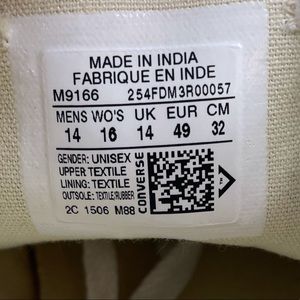 MADE IN INDIA
FABRIQUE EN INDE
M9166 254FDM3R00057
MENS WO'S UK EUR CM
14 16 14 49 32
GENDER: UNISEX
UPPER TEXTILE
LINING: TEXTILE
OUTSOLE: TEXTILE/RUBBER
2C 1506 M88
CONVERSE